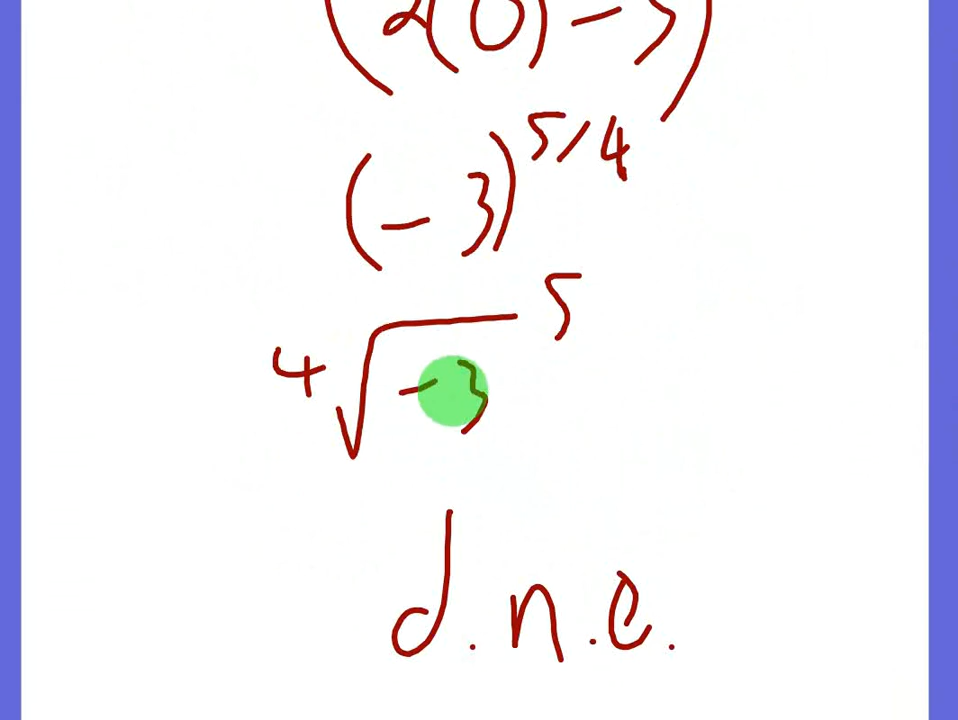 (2(0) - 3)
(-3)^5/4
4√-3 5
d.n.e.